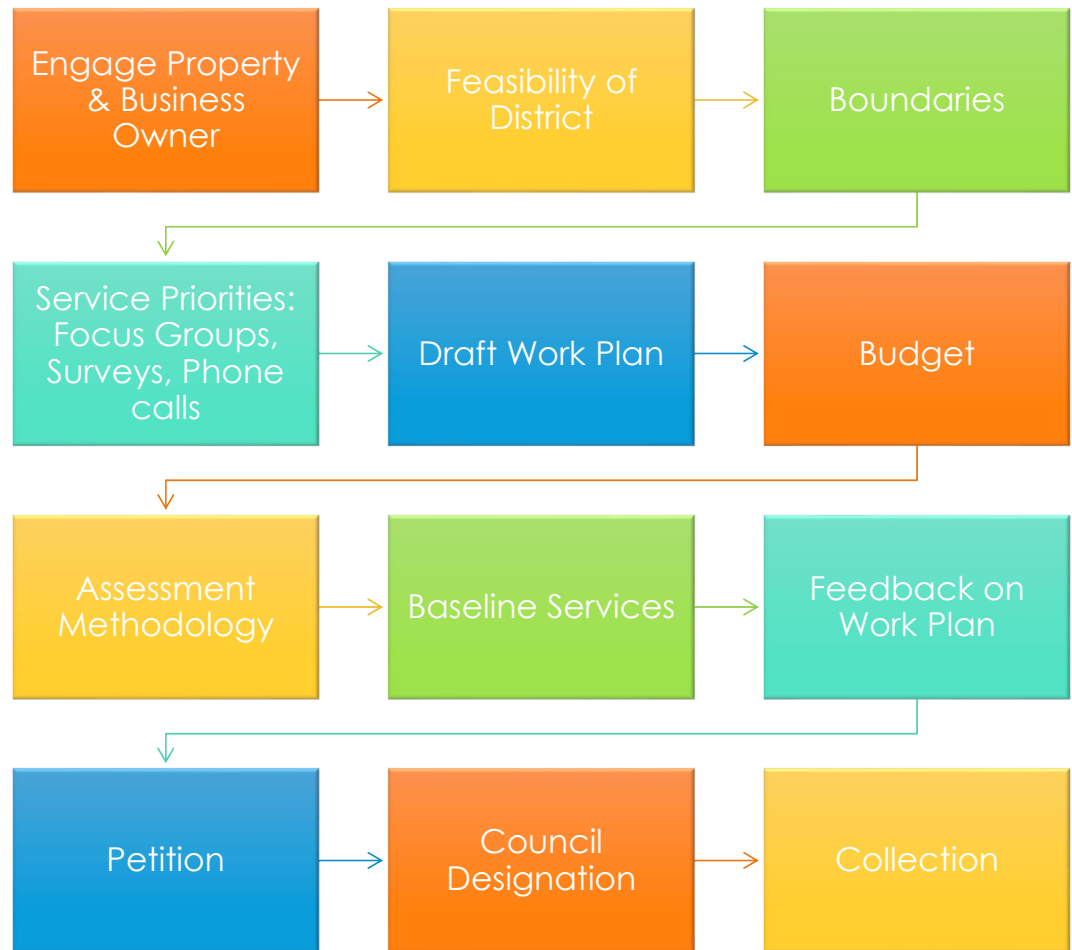 Engage Property
& Business
Owner
Feasibility of
District
Boundaries
Service Priorities:
Focus Groups,
Surveys, Phone
calls
Draft Work Plan
Budget
Assessment
Methodology
Baseline Services
Feedback on
Work Plan
Petition
Council
Designation
Collection